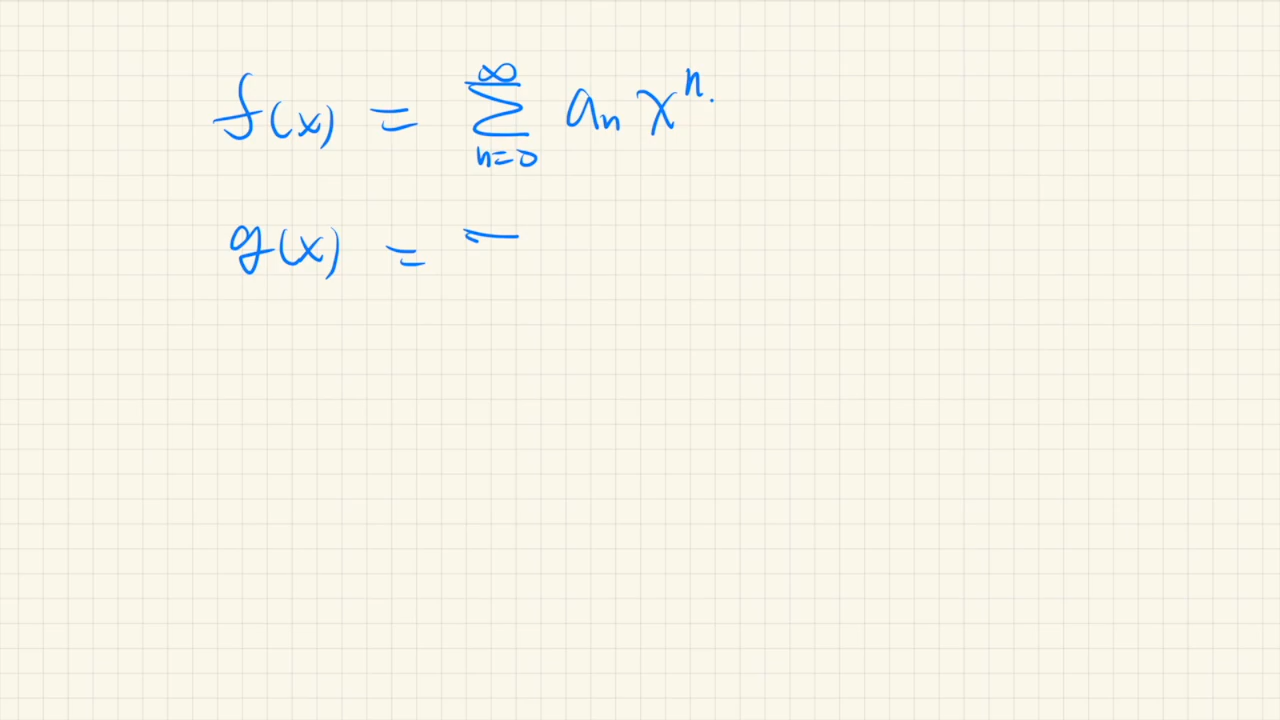 f(x) = ∑_{n=0}^{∞} a_n x^n.
g(x) =